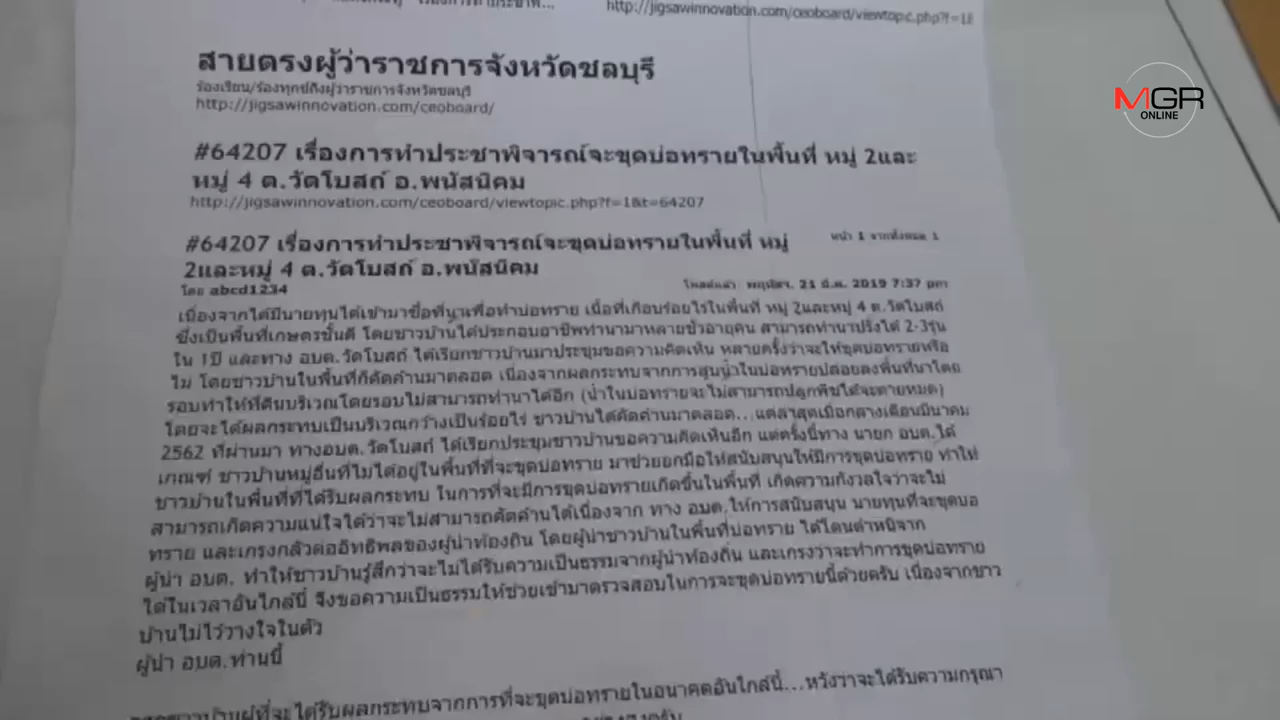 http://jigsawinnovation.com/ceoboard/viewtopic.php?f=1&
สายตรงผู้ว่าราชการจังหวัดชลบุรี
ร้องเรียน/ร้องทุกข์ถึงผู้ว่าราชการจังหวัดชลบุรี
http://jigsawinnovation.com/ceoboard/
MGR
ONLINE
#64207 เรื่องการทำประชาพิจารณ์จะขุดบ่อทรายในพื้นที่ หมู่ 2และ
หมู่ 4 ต.วัดโบสถ์ อ.พนัสนิคม
http://jigsawinnovation.com/ceoboard/viewtopic.php?f=1&t=64207
#64207 เรื่องการทำประชาพิจารณ์จะขุดบ่อทรายในพื้นที่ หมู่
2และหมู่ 4 ต.วัดโบสถ์ อ.พนัสนิคม
หน้า 1 จากทั้งหมด 1
โดย abcd1234
โพสต์แล้ว: พฤหัสฯ. 21 มี.ค. 2019 7:37 pm
เนื่องจากได้มีนายทุนได้เข้ามาซื้อที่นาเพื่อทำบ่อทราย เนื้อที่เกือบร้อยไร่ในพื้นที่ หมู่ 2และหมู่ 4 ต.วัดโบสถ์
ซึ่งเป็นพื้นที่เกษตรชั้นดี โดยชาวบ้านได้ประกอบอาชีพทำนามาหลายชั่วอายุคน สามารถทำนาปรังได้ 2-3รุ่น
ใน 1ปี และทาง อบต.วัดโบสถ์ ได้เรียกชาวบ้านมาประชุมขอความคิดเห็น หลายครั้งว่าจะให้ขุดบ่อทรายหรือ
ไม่ โดยชาวบ้านในพื้นที่ก็คัดค้านมาตลอด เนื่องจากผลกระทบจากการสูบน้ำในบ่อทรายปล่อยลงพื้นที่นาโดย
รอบทำให้ที่ดินบริเวณโดยรอบไม่สามารถทำนาได้อีก (น้ำในบ่อทรายจะไม่สามารถปลูกพืชได้จะตายหมด)
โดยจะได้ผลกระทบเป็นบริเวณกว้างเป็นร้อยไร่ ชาวบ้านได้คัดค้านมาตลอด...แต่ล่าสุดเมื่อกลางเดือนมีนาคม
2562 ที่ผ่านมา ทางอบต.วัดโบสถ์ ได้เรียกประชุมชาวบ้านขอความคิดเห็นอีก แต่ครั้งนี้ทาง นายก อบต.ได้
เกณฑ์ ชาวบ้านหมู่อื่นที่ไม่ได้อยู่ในพื้นที่ที่จะขุดบ่อทราย มาช่วยยกมือให้สนับสนุนให้มีการขุดบ่อทราย ทำให้
ชาวบ้านในพื้นที่ที่ได้รับผลกระทบ ในการที่จะมีการขุดบ่อทรายเกิดขึ้นในพื้นที่ เกิดความกังวลใจว่าจะไม่
สามารถเกิดความแน่ใจได้ว่าจะไม่สามารถคัดค้านได้เนื่องจาก ทาง อบต.ให้การสนับสนุน นายทุนที่จะขุดบ่อ
ทราย และเกรงกลัวต่ออิทธิพลของผู้นำท้องถิ่น โดยผู้นำชาวบ้านในพื้นที่บ่อทราย ได้โดนตำหนิจาก
ผู้นำ อบต. ทำให้ชาวบ้านรู้สึกว่าจะไม่ได้รับความเป็นธรรมจากผู้นำท้องถิ่น และเกรงว่าจะทำการขุดบ่อทราย
ได้ในเวลาอันใกล้นี้ จึงขอความเป็นธรรมให้ช่วยเข้ามาตรวจสอบในการจะขุดบ่อทรายนี้ด้วยครับ เนื่องจากชาว
บ้านไม่ไว้วางใจในตัว
ผู้นำ อบต.ท่านนี้
ชาวบ้านผู้ที่จะได้รับผลกระทบจากการที่จะขุดบ่อทรายในอนาคตอันใกล้นี้...หวังว่าจะได้รับความกรุณา